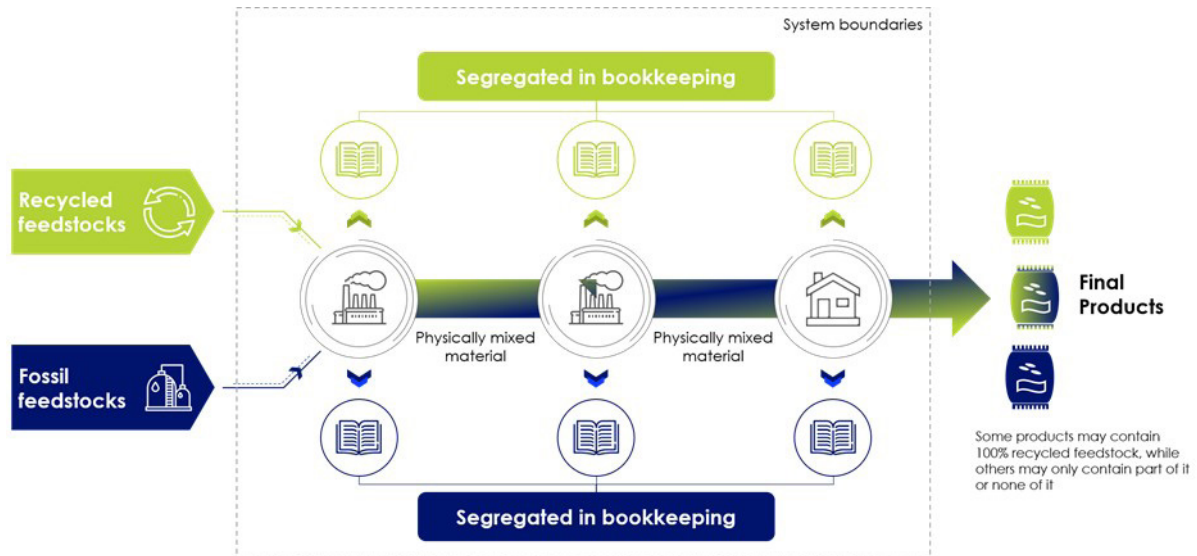 System boundaries
Segregated in bookkeeping
Recycled
feedstocks
Physically mixed
material
Physically mixed
material
Final
Products
Fossil
feedstocks
Some products may contain
100% recycled feedstock, while
others may only contain part of it
or none of it
Segregated in bookkeeping